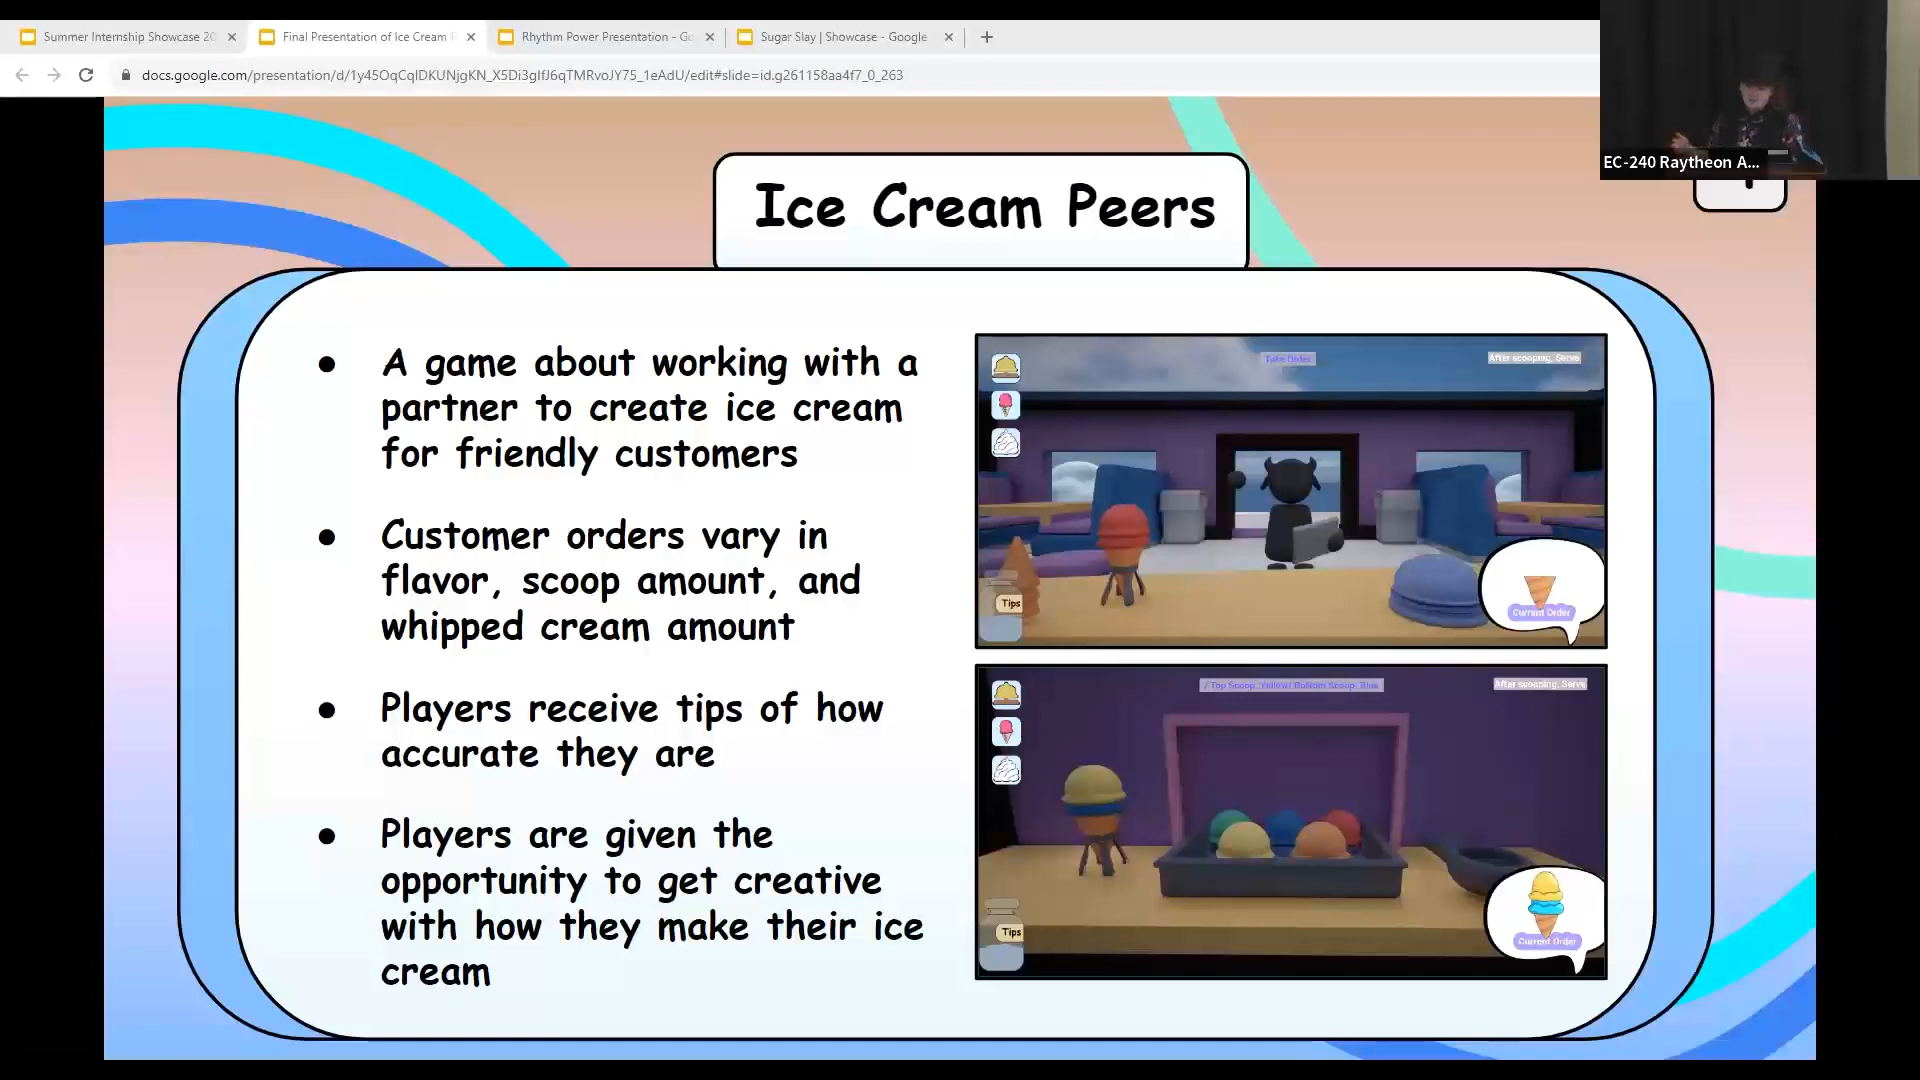 Summer Internship Showcase 20
Final Presentation of Ice Cream P
Rhythm Power Presentation - Go
Sugar Slay | Showcase - Google
docs.google.com/presentation/d/1y45OqCqIDKUNjgKN_X5Di3gIfJ6qTMRvoJY75_1eAdU/edit#slide=id.g261158aa4f7_0_263
EC-240 Raytheon A...
Ice Cream Peers
● A game about working with a
partner to create ice cream
for friendly customers
● Customer orders vary in
flavor, scoop amount, and
whipped cream amount
● Players receive tips of how
accurate they are
● Players are given the
opportunity to get creative
with how they make their ice
cream
Take Order
After scooping, Serve
Tips
Current Order
/Top Scoop: Yellow/ Bottom Scoop: Blue
After scooping, Serve
Tips
Current Order